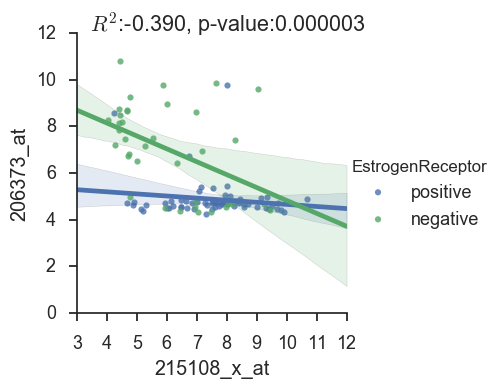 R²:-0.390, p-value:0.000003
12
10
8
6
4
2
0
206373_at
3 4 5 6 7 8 9 10 11 12
215108_x_at
EstrogenReceptor
positive
negative